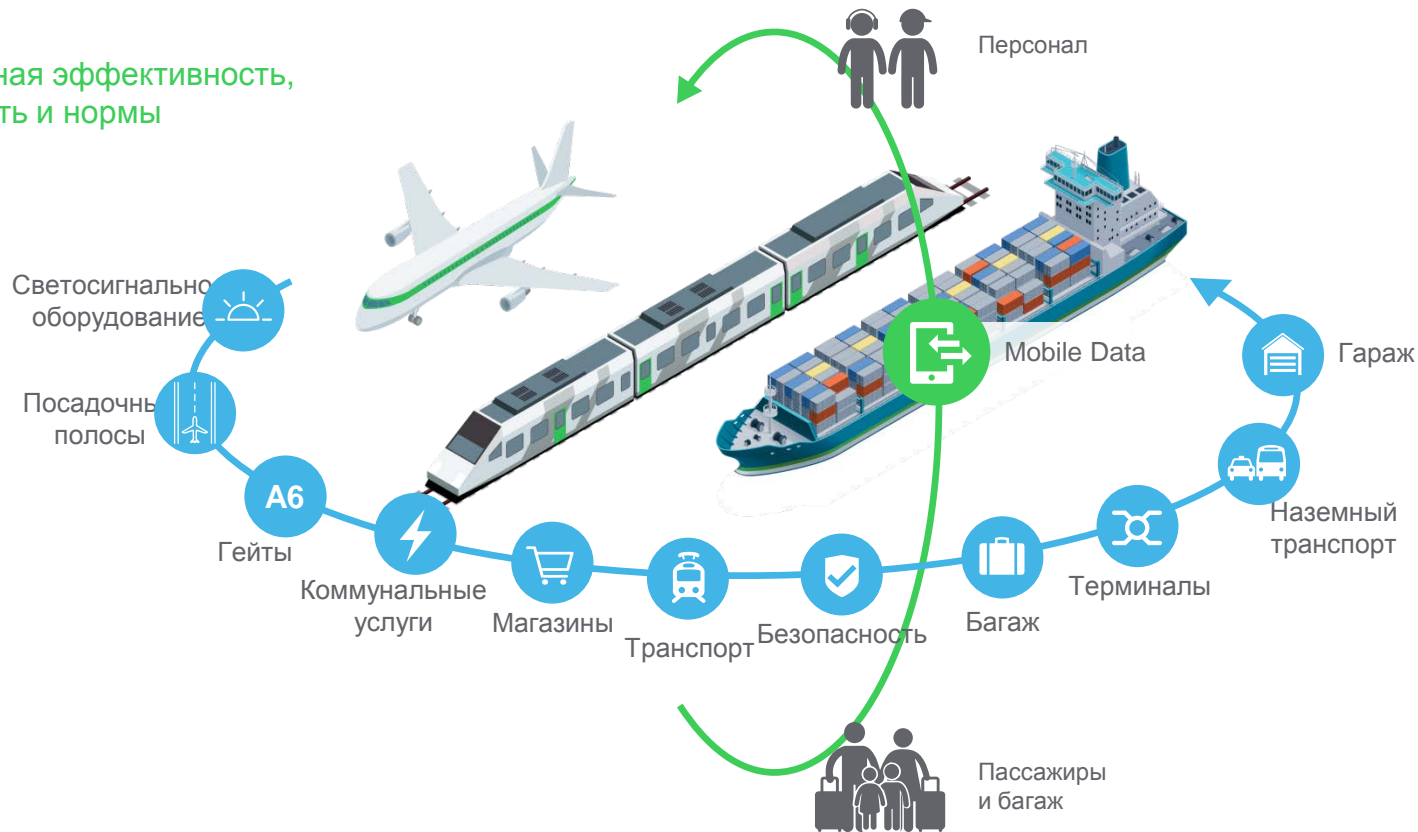 ная эффективность,
ть и нормы
Персонал
Светосигнально
оборудование
Mobile Data
Гараж
Посадочны
полосы
A6
Гейты
Коммунальные
услуги
Магазины
Транспорт
Безопасность
Багаж
Терминалы
Наземный
транспорт
Пассажиры
и багаж